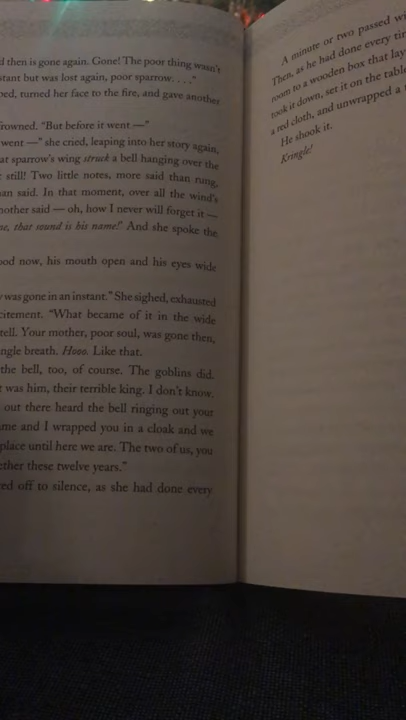 then is gone again. Gone! The poor thing wasn't
stant but was lost again, poor sparrow. . . ."
bed, turned her face to the fire, and gave another
frowned. "But before it went —"
went —" she cried, leaping into her story again,
at sparrow's wing struck a bell hanging over the
still! Two little notes, more said than rung,
an said. In that moment, over all the wind's
mother said — oh, how I never will forget it —
se, that sound is his name!' And she spoke the
ood now, his mouth open and his eyes wide
was gone in an instant." She sighed, exhausted
citement. "What became of it in the wide
tell. Your mother, poor soul, was gone then,
ngle breath. Hooo. Like that.
the bell, too, of course. The goblins did.
t was him, their terrible king. I don't know.
out there heard the bell ringing out your
me and I wrapped you in a cloak and we
place until here we are. The two of us, you
ether these twelve years."
ed off to silence, as she had done every
A minute or two passed wi
Then, as he had done every tim
room to a wooden box that lay
took it down, set it on the table
a red cloth, and unwrapped a
He shook it.
Kringle!